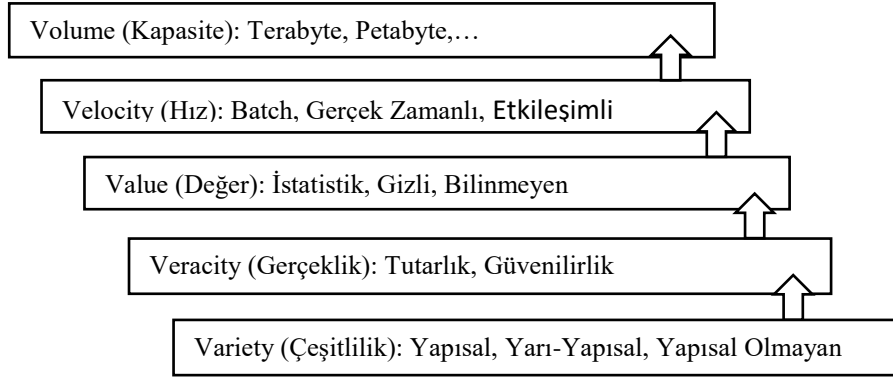 Volume (Kapasite): Terabyte, Petabyte,…
Velocity (Hız): Batch, Gerçek Zamanlı, Etkileşimli
Value (Değer): İstatistik, Gizli, Bilinmeyen
Veracity (Gerçeklik): Tutarlık, Güvenilirlik
Variety (Çeşitlilik): Yapısal, Yarı-Yapısal, Yapısal Olmayan